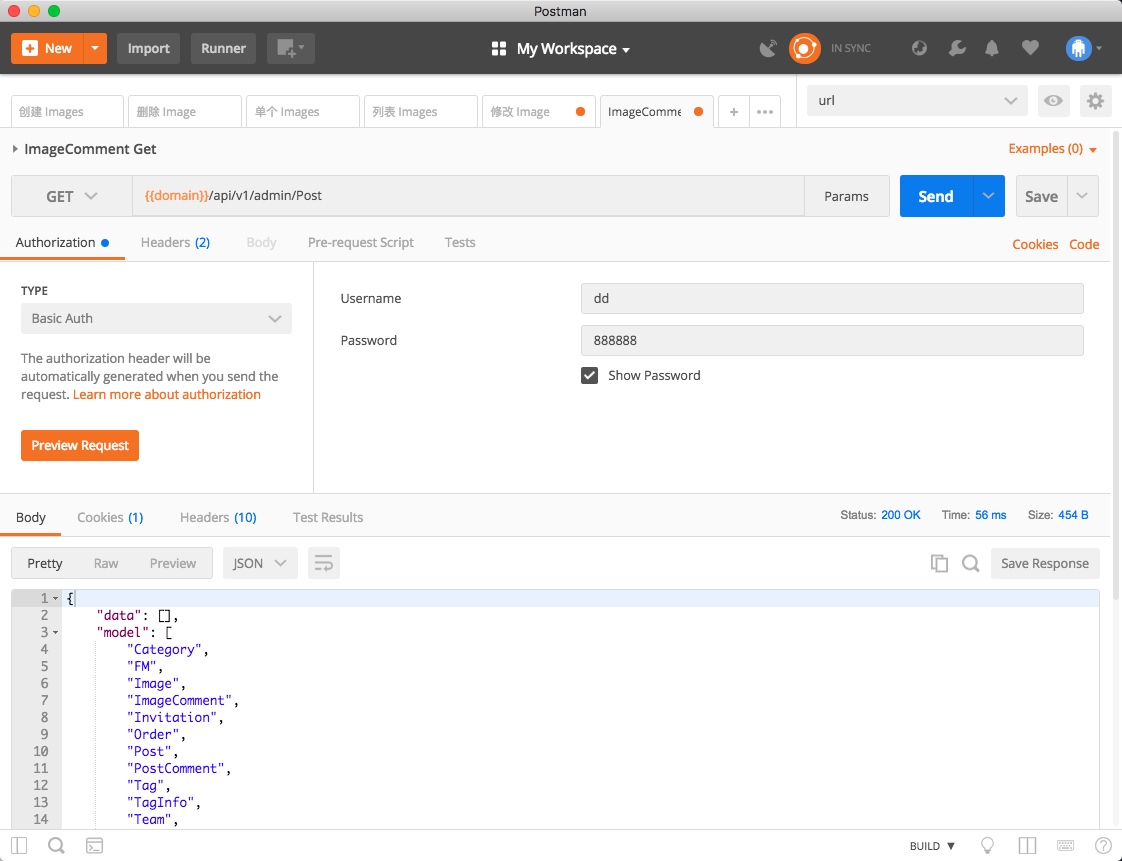 Postman
New
Import
Runner
My Workspace
IN SYNC
创建 Images
删除 Image
单个 Images
列表 Images
修改 Image
ImageComme
url
ImageComment Get
Examples (0)
GET
{{domain}}/api/v1/admin/Post
Params
Send
Save
Authorization
Headers (2)
Body
Pre-request Script
Tests
Cookies
Code
TYPE
Basic Auth
The authorization header will be
automatically generated when you send the
request. Learn more about authorization
Preview Request
Username
dd
Password
888888
Show Password
Body
Cookies (1)
Headers (10)
Test Results
Status: 200 OK
Time: 56 ms
Size: 454 B
Pretty
Raw
Preview
JSON
Save Response
1 {
2 "data": [],
3 "model": [
4 "Category",
5 "FM",
6 "Image",
7 "ImageComment",
8 "Invitation",
9 "Order",
10 "Post",
11 "PostComment",
12 "Tag",
13 "TagInfo",
14 "Team",
BUILD